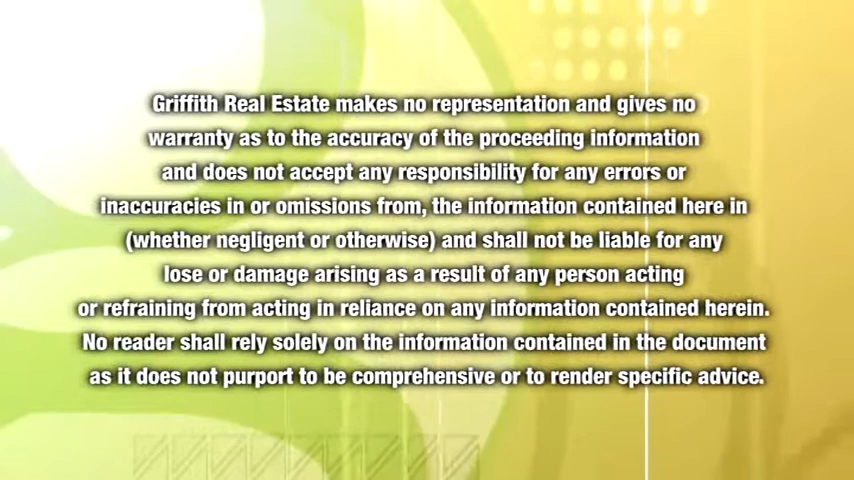 Griffith Real Estate makes no representation and gives no
warranty as to the accuracy of the proceeding information
and does not accept any responsibility for any errors or
inaccuracies in or omissions from, the information contained here in
(whether negligent or otherwise) and shall not be liable for any
lose or damage arising as a result of any person acting
or refraining from acting in reliance on any information contained herein.
No reader shall rely solely on the information contained in the document
as it does not purport to be comprehensive or to render specific advice.